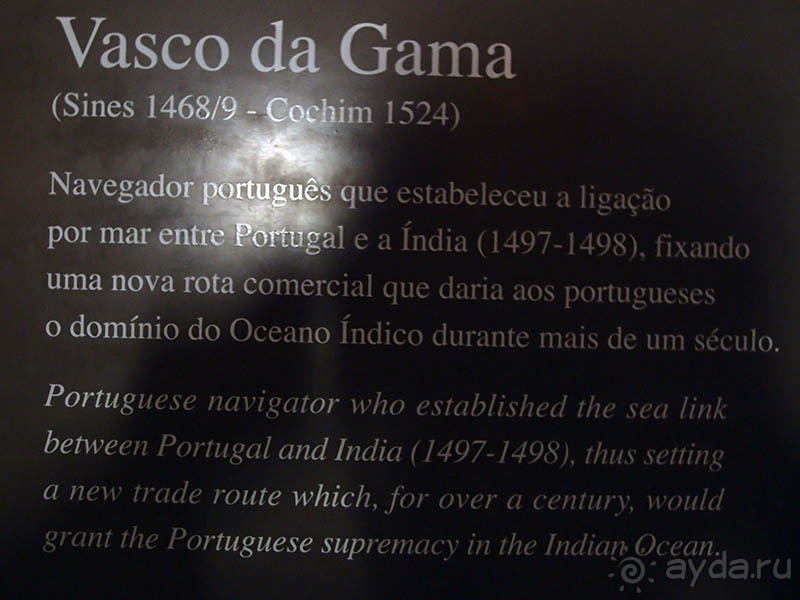 Vasco da Gama
(Sines 1468/9 - Cochim 1524)
Navegador português que estabeleceu a ligação
por mar entre Portugal e a Índia (1497-1498), fixando
uma nova rota comercial que daria aos portugueses
o domínio do Oceano Índico durante mais de um século.
Portuguese navigator who established the sea link
between Portugal and India (1497-1498), thus setting
a new trade route which, for over a century, would
grant the Portuguese supremacy in the Indian Ocean.
ayda.ru